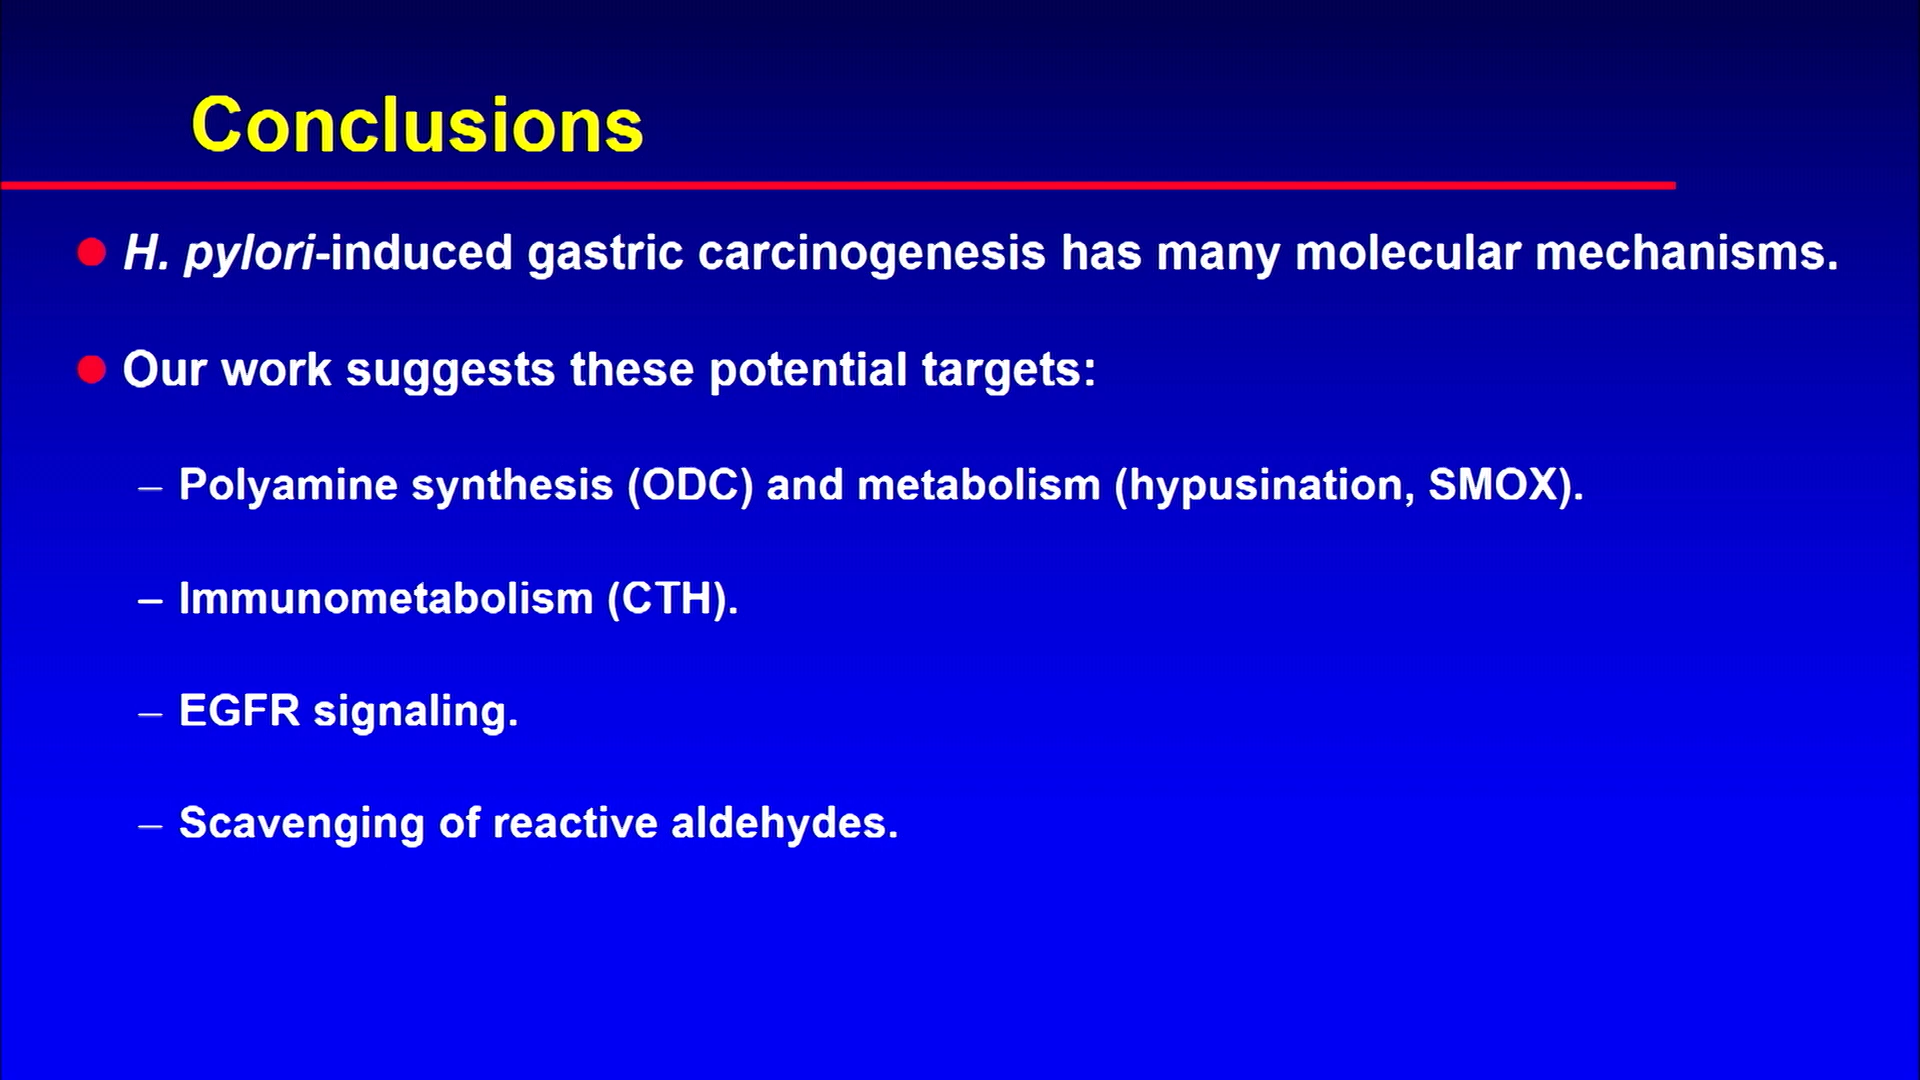 Conclusions
● H. pylori-induced gastric carcinogenesis has many molecular mechanisms.
● Our work suggests these potential targets:
– Polyamine synthesis (ODC) and metabolism (hypusination, SMOX).
– Immunometabolism (CTH).
– EGFR signaling.
– Scavenging of reactive aldehydes.